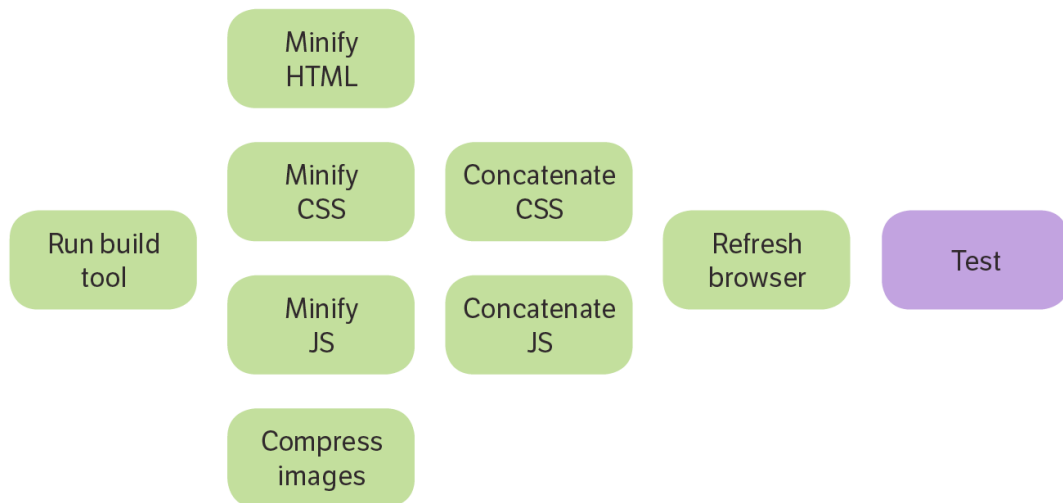 Run build
tool
Minify
HTML
Minify
CSS
Minify
JS
Compress
images
Concatenate
CSS
Concatenate
JS
Refresh
browser
Test